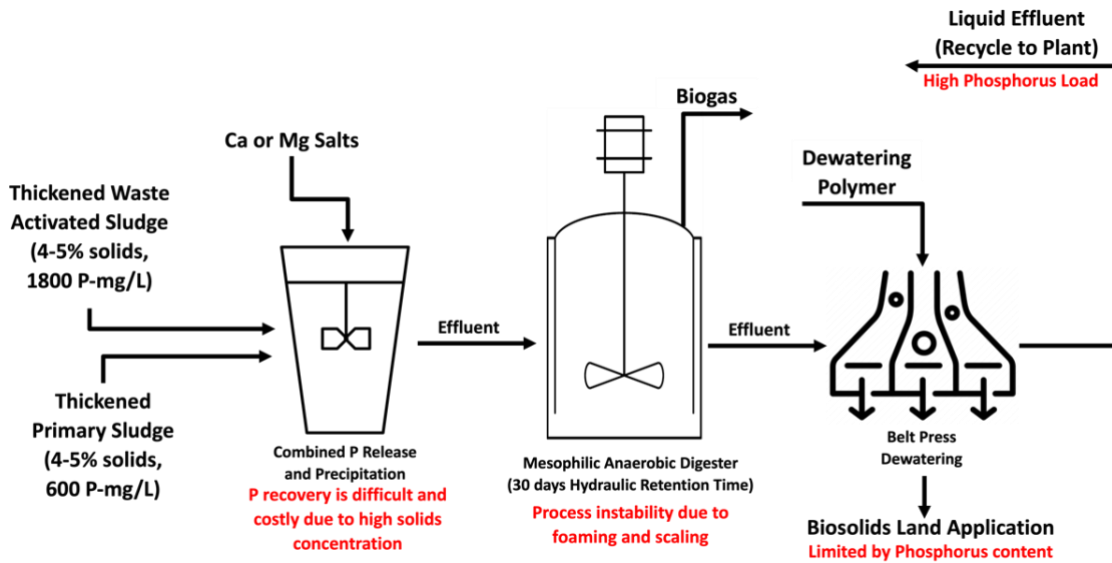 Liquid Effluent
(Recycle to Plant)
High Phosphorus Load
Biogas
Ca or Mg Salts
Dewatering
Polymer
Thickened Waste
Activated Sludge
(4-5% solids,
1800 P-mg/L)
Effluent
Effluent
Thickened
Primary Sludge
(4-5% solids,
600 P-mg/L)
Combined P Release
and Precipitation
P recovery is difficult and
costly due to high solids
concentration
Mesophilic Anaerobic Digester
(30 days Hydraulic Retention Time)
Process instability due to
foaming and scaling
Belt Press
Dewatering
Biosolids Land Application
Limited by Phosphorus content